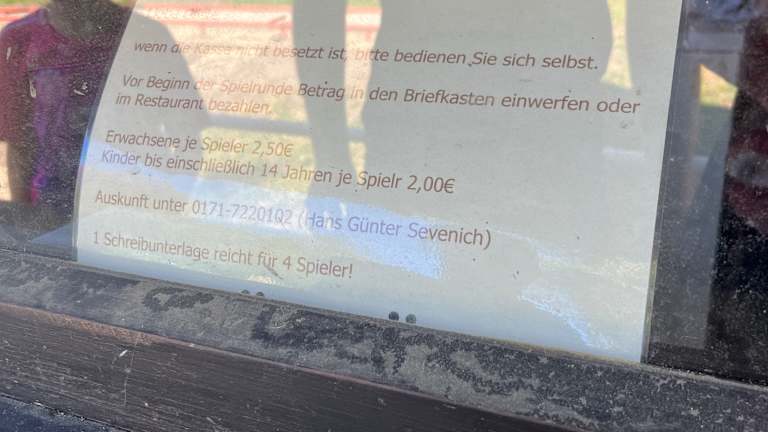 wenn die Kasse nicht besetzt ist, bitte bedienen Sie sich selbst.
Vor Beginn der Spielrunde Betrag in den Briefkasten einwerfen oder
im Restaurant bezahlen.
Erwachsene je Spieler 2,50€
Kinder bis einschließlich 14 Jahren je Spielr 2,00€
Auskunft unter 0171-7220102 (Hans Günter Sevenich)
1 Schreibunterlage reicht für 4 Spieler!